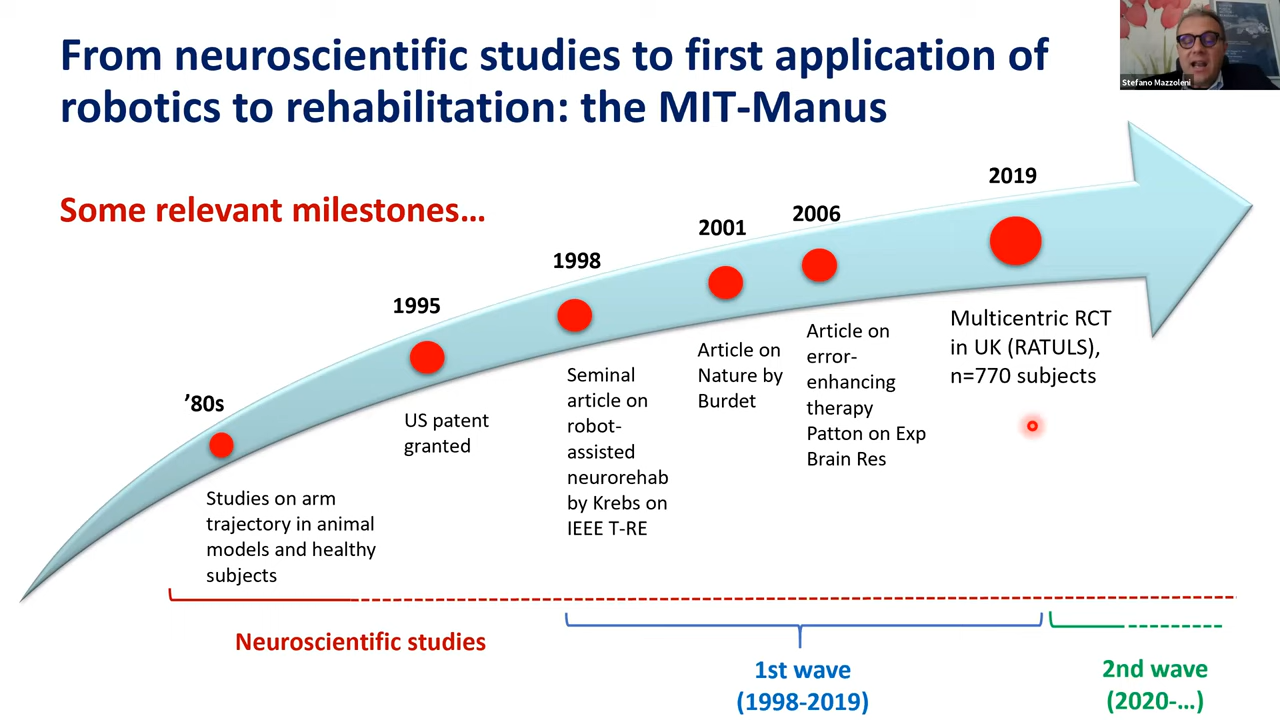 From neuroscientific studies to first application of
robotics to rehabilitation: the MIT-Manus
Stefano Mazzoleni
Some relevant milestones…
’80s
Studies on arm
trajectory in animal
models and healthy
subjects
1995
US patent
granted
1998
Seminal
article on
robot-
assisted
neurorehab
by Krebs on
IEEE T-RE
2001
Article on
Nature by
Burdet
2006
Article on
error-
enhancing
therapy
Patton on Exp
Brain Res
2019
Multicentric RCT
in UK (RATULS),
n=770 subjects
Neuroscientific studies
1st wave
(1998-2019)
2nd wave
(2020-…)